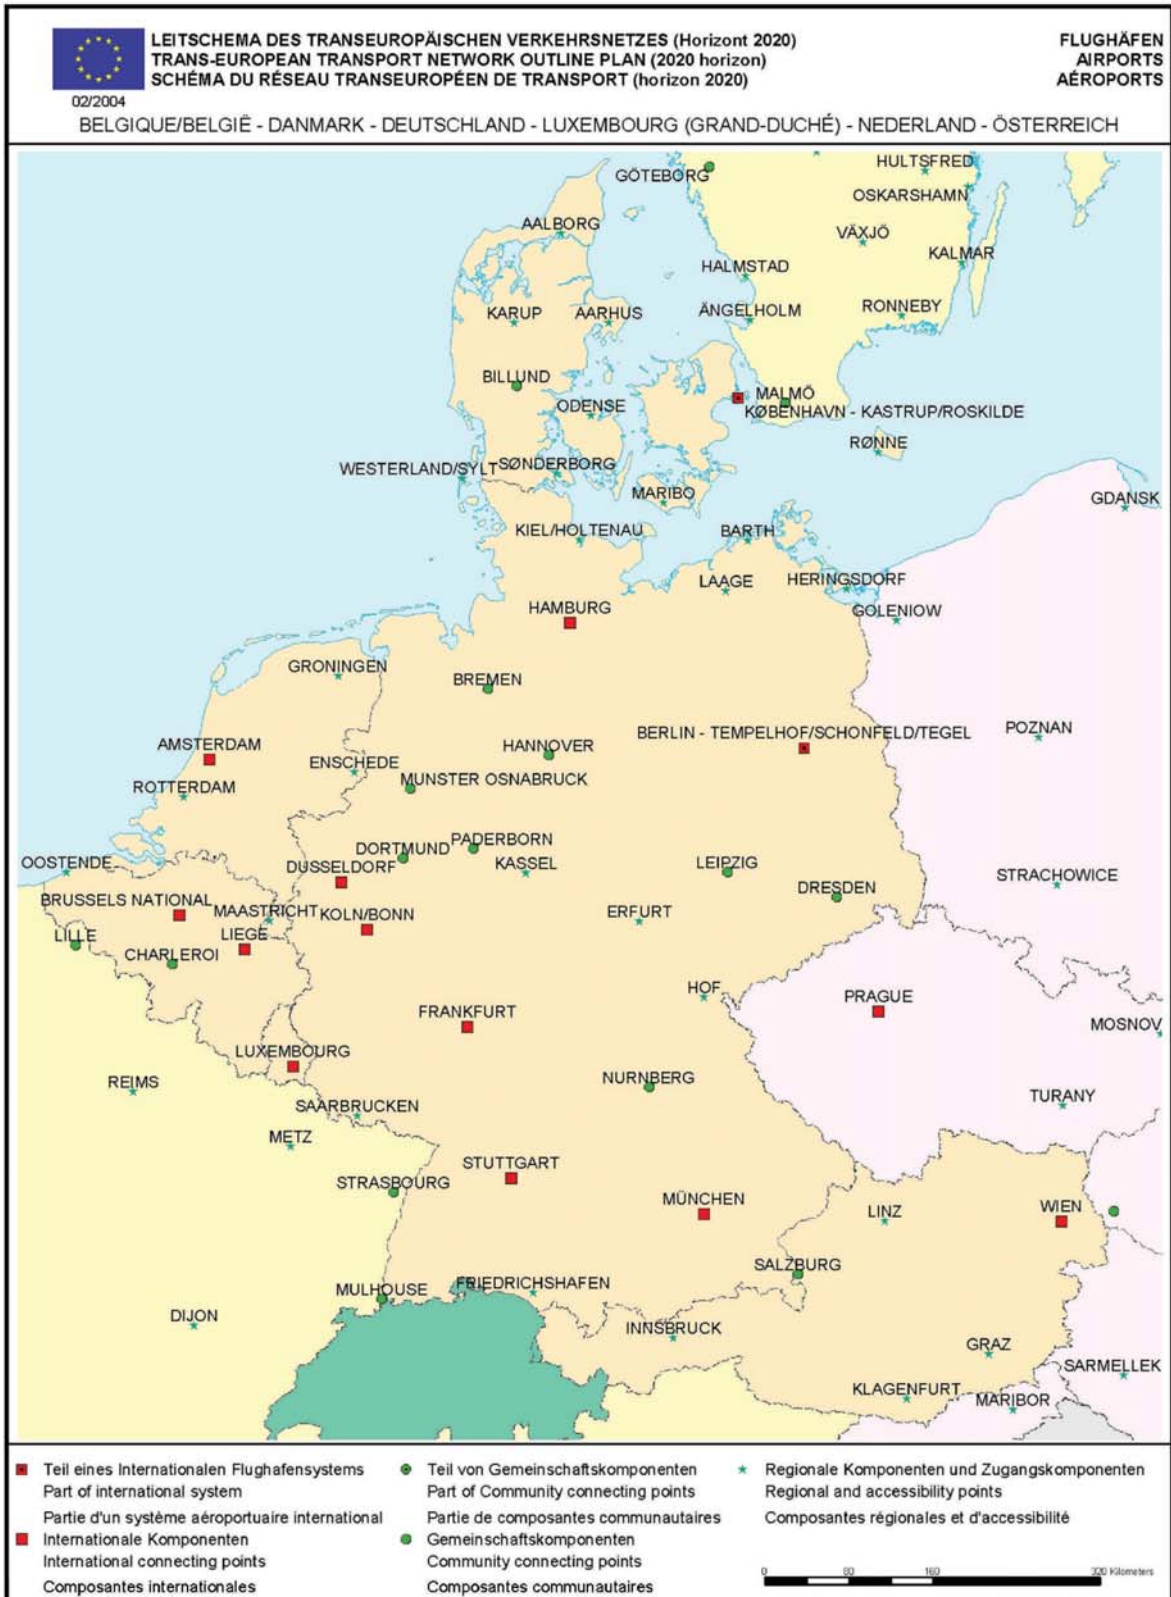 LEITSCHEMA DES TRANSEUROPÄISCHEN VERKEHRSNETZES (Horizont 2020)
TRANS-EUROPEAN TRANSPORT NETWORK OUTLINE PLAN (2020 horizon)
SCHÉMA DU RÉSEAU TRANSEUROPÉEN DE TRANSPORT (horizon 2020)
FLUGHÄFEN
AIRPORTS
AÉROPORTS
02/2004
BELGIQUE/BELGIË - DANMARK - DEUTSCHLAND - LUXEMBOURG (GRAND-DUCHÉ) - NEDERLAND - ÖSTERREICH
HULTSFRED
GÖTEBORG
OSKARSHAMN
AALBORG
VÄXJÖ
KALMAR
HALMSTAD
KARUP
AARHUS
ÄNGELHOLM
RONNEBY
BILLUND
MALMÖ
ODENSE
KØBENHAVN - KASTRUP/ROSKILDE
RØNNE
WESTERLAND/SYLT
SØNDERBORG
MARIBO
GDANSK
KIEL/HOLTENAU
BARTH
LAAGE
HERINGSDORF
HAMBURG
GOLENIOW
GRONINGEN
BREMEN
AMSTERDAM
HANNOVER
BERLIN - TEMPELHOF/SCHONFELD/TEGEL
POZNAN
ENSCHEDE
MUNSTER OSNABRUCK
ROTTERDAM
DORTMUND
PADERBORN
OOSTENDE
DUSSELDORF
KASSEL
LEIPZIG
STRACHOWICE
DRESDEN
BRUSSELS NATIONAL
MAASTRICHT
KOLN/BONN
ERFURT
LILLE
LIEGE
CHARLEROI
HOF
PRAGUE
FRANKFURT
MOSNOV
LUXEMBOURG
REIMS
NURNBERG
TURANY
SAARBRUCKEN
METZ
STUTTGART
STRASBOURG
MÜNCHEN
LINZ
WIEN
SALZBURG
MULHOUSE
FRIEDRICHSHAFEN
DIJON
INNSBRUCK
GRAZ
SARMELLEK
KLAGENFURT
MARIBOR
Teil eines Internationalen Flughafensystems
Part of international system
Partie d'un système aéroportuaire international
Internationale Komponenten
International connecting points
Composantes internationales
Teil von Gemeinschaftskomponenten
Part of Community connecting points
Partie de composantes communautaires
Gemeinschaftskomponenten
Community connecting points
Composantes communautaires
Regionale Komponenten und Zugangskomponenten
Regional and accessibility points
Composantes régionales et d'accessibilité
0 80 160 320 Kilometers